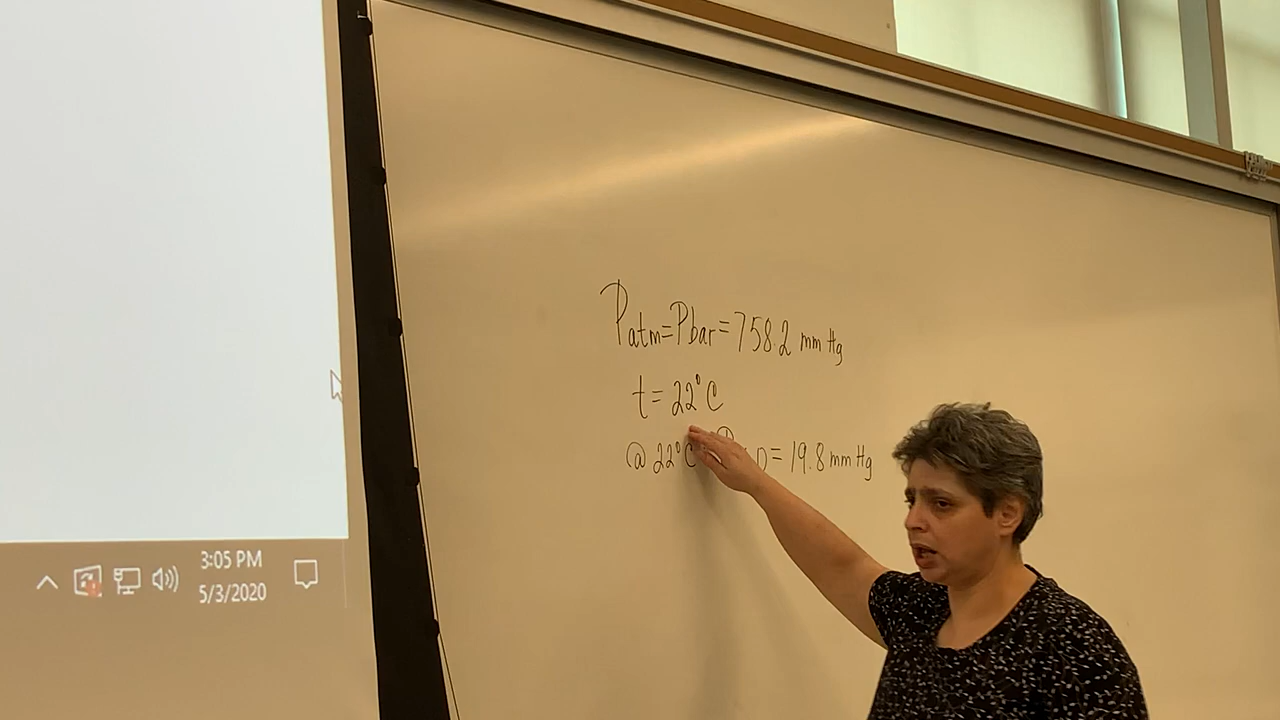 Patm=Pbar=758.2 mm Hg
t=22°C
@ 22°C = 19.8 mm Hg
3:05 PM
5/3/2020